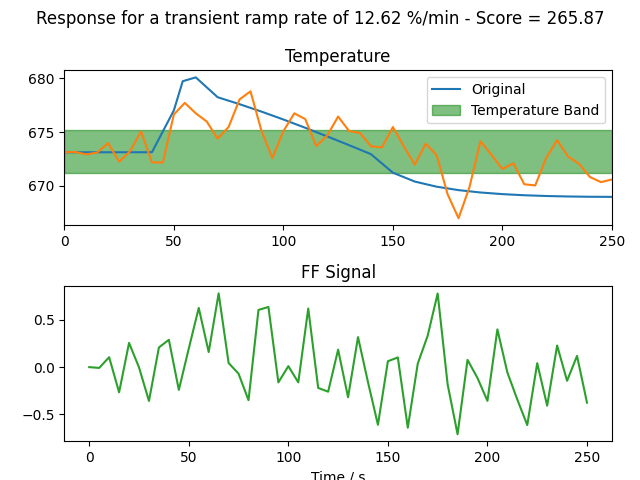 Response for a transient ramp rate of 12.62 %/min - Score = 265.87
Temperature
680
675
670
Original
Temperature Band
0 50 100 150 200 250
FF Signal
0.5
0.0
−0.5
0 50 100 150 200 250
Time / s